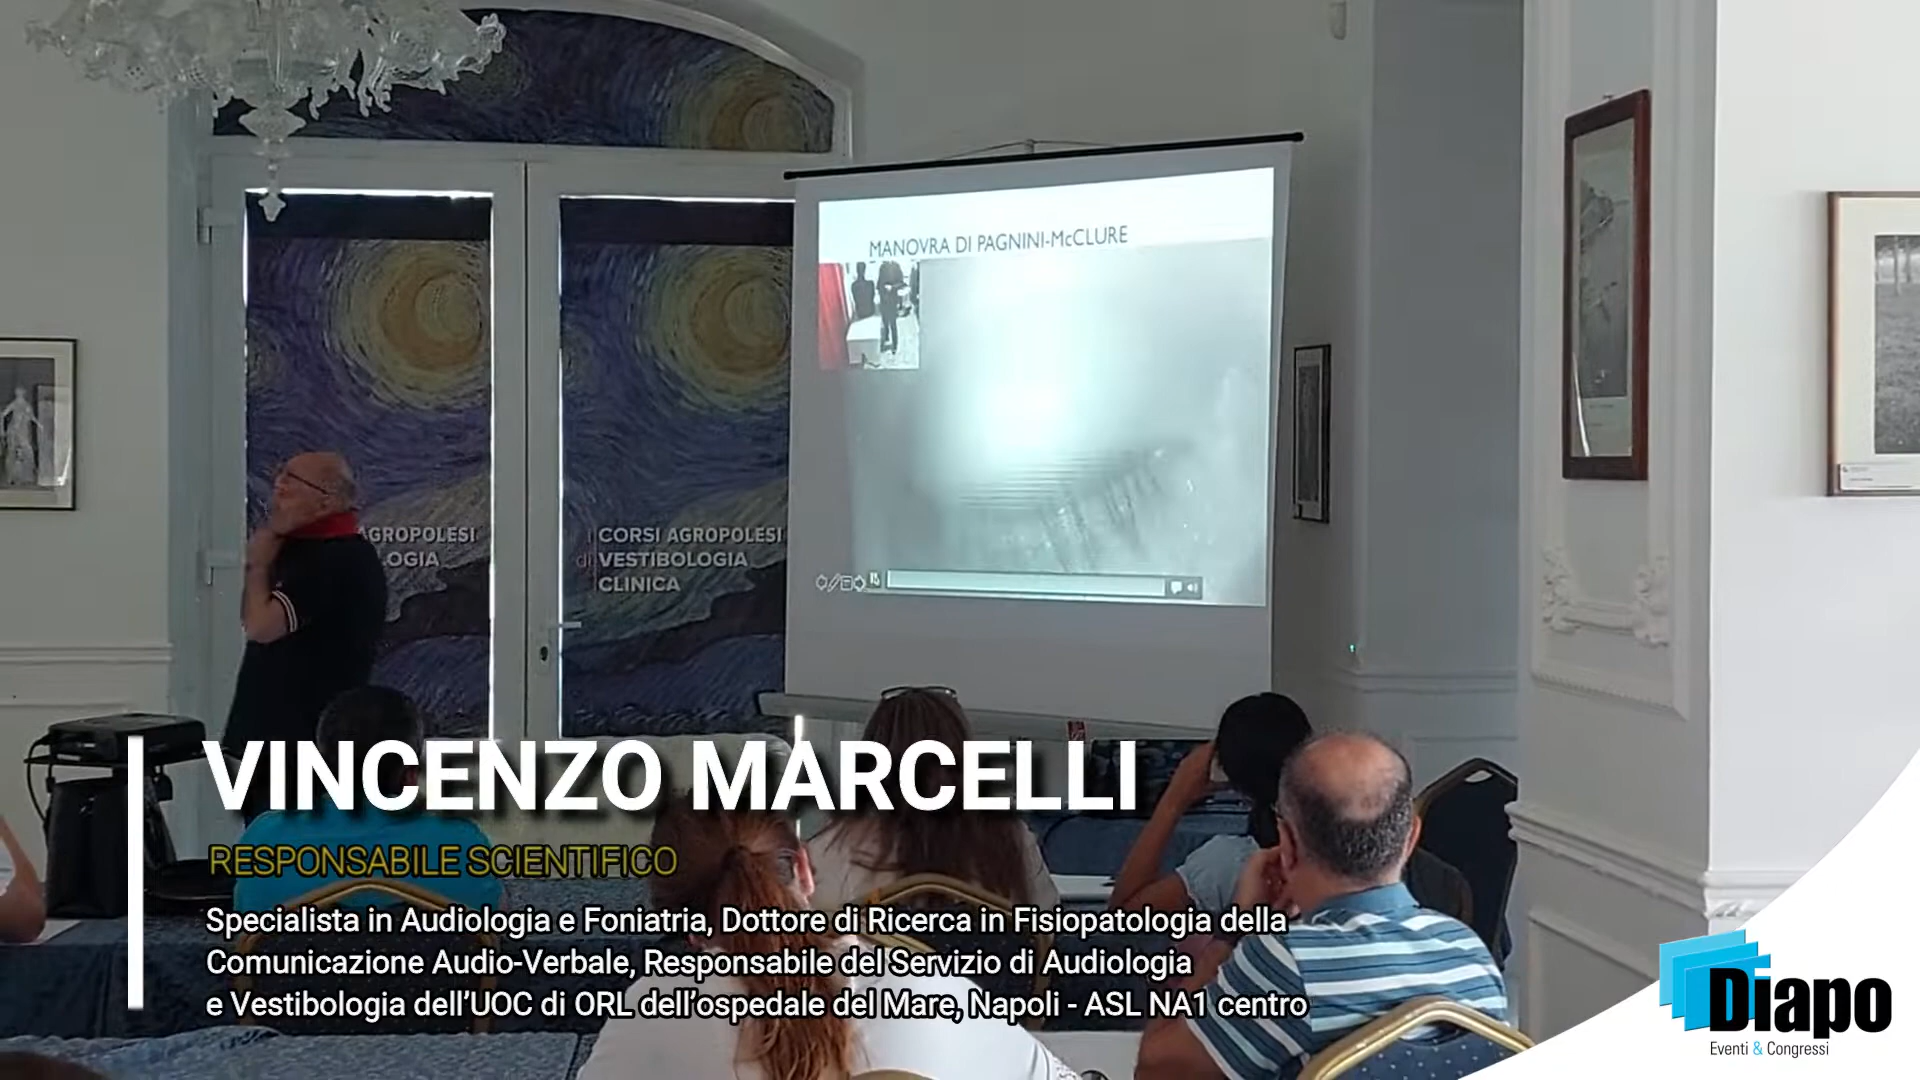 MANOVRA DI PAGNINI-McCLURE
AGROPOLESI
OGIA
I CORSI AGROPOLESI
di VESTIBOLOGIA
CLINICA
VINCENZO MARCELLI
RESPONSABILE SCIENTIFICO
Specialista in Audiologia e Foniatria, Dottore di Ricerca in Fisiopatologia della
Comunicazione Audio-Verbale, Responsabile del Servizio di Audiologia
e Vestibologia dell’UOC di ORL dell’ospedale del Mare, Napoli - ASL NA1 centro
Diapo
Eventi & Congressi